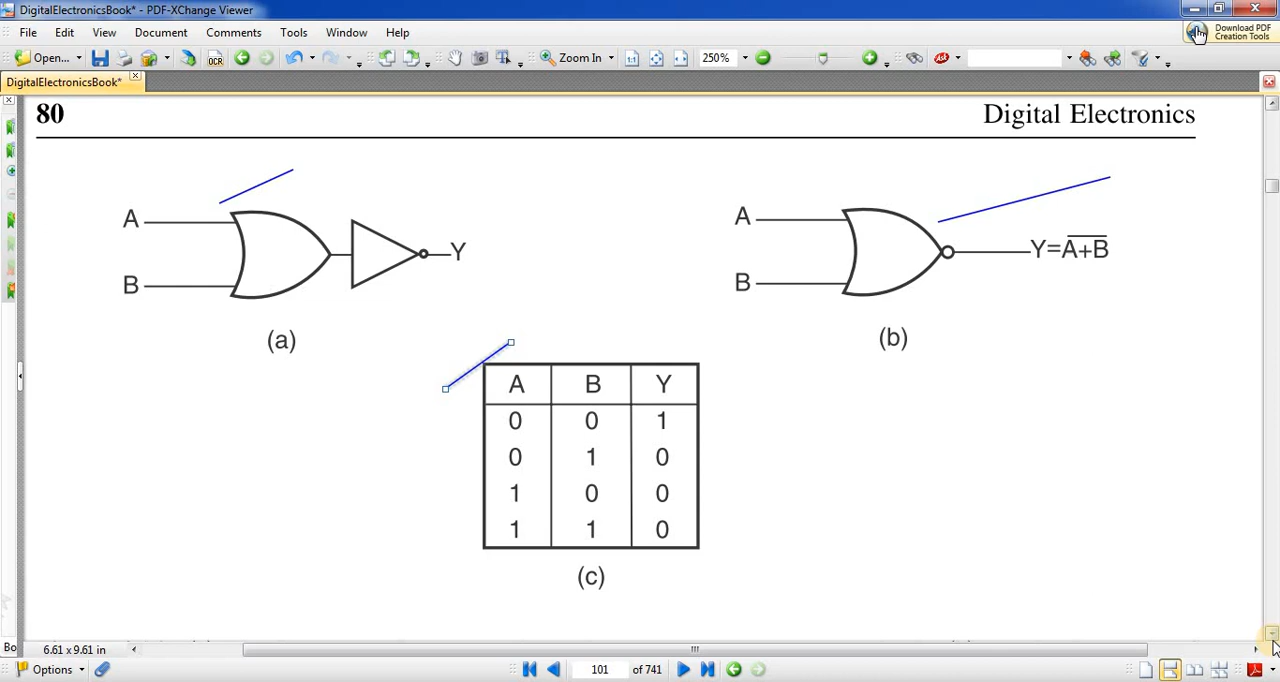 DigitalElectronicsBook* - PDF-XChange Viewer
File Edit View Document Comments Tools Window Help
Download PDF
Creation Tools
Open... OCR Zoom In 250%
DigitalElectronicsBook*
80 Digital Electronics
A
B
Y
(a)
A
B
Y=A̅+̅B̅
(b)
A B Y
0 0 1
0 1 0
1 0 0
1 1 0
(c)
Bo 6.61 x 9.61 in
Options 101 of 741